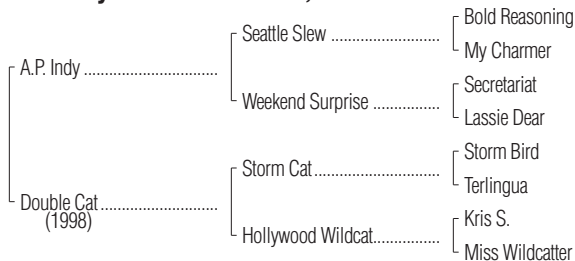 Bold Reasoning
Seattle Slew ............................
My Charmer
A.P. Indy ..................................
Secretariat
Weekend Surprise .................
Lassie Dear
Storm Bird
Storm Cat ................................
Terlingua
Double Cat ..............................
(1998)
Kris S.
Hollywood Wildcat.................
Miss Wildcatter